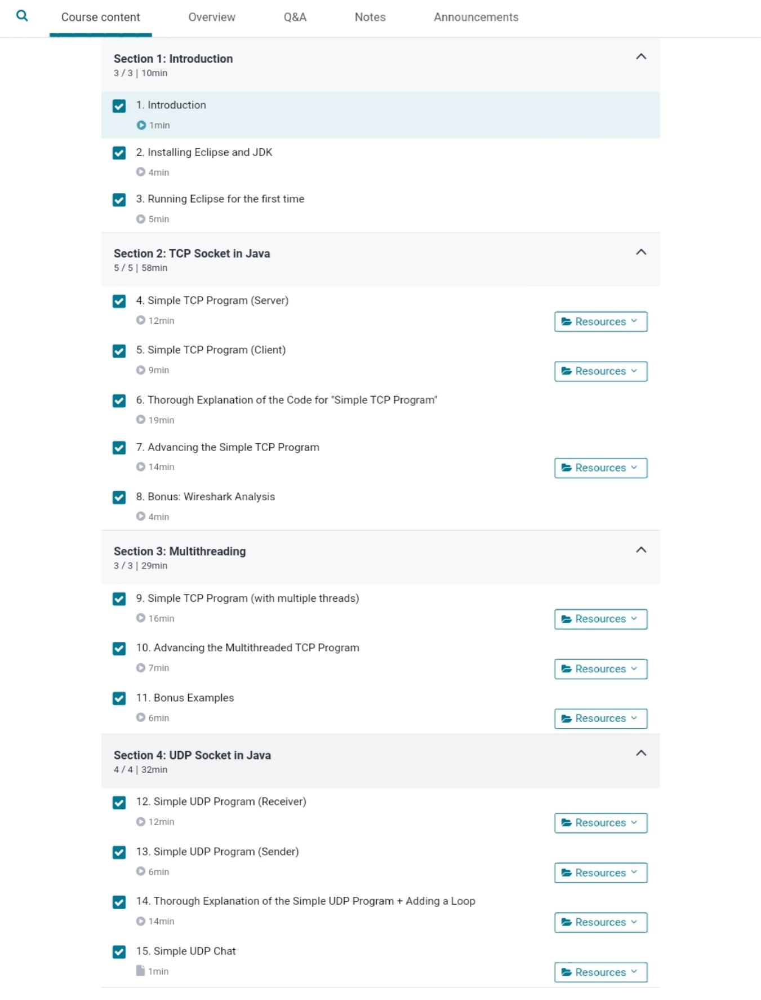 Course content Overview Q&A Notes Announcements
Section 1: Introduction
3 / 3 | 10min
1. Introduction
1min
2. Installing Eclipse and JDK
4min
3. Running Eclipse for the first time
5min
Section 2: TCP Socket in Java
5 / 5 | 58min
4. Simple TCP Program (Server)
12min Resources
5. Simple TCP Program (Client)
9min Resources
6. Thorough Explanation of the Code for "Simple TCP Program"
19min
7. Advancing the Simple TCP Program
14min Resources
8. Bonus: Wireshark Analysis
4min
Section 3: Multithreading
3 / 3 | 29min
9. Simple TCP Program (with multiple threads)
16min Resources
10. Advancing the Multithreaded TCP Program
7min Resources
11. Bonus Examples
6min Resources
Section 4: UDP Socket in Java
4 / 4 | 32min
12. Simple UDP Program (Receiver)
12min Resources
13. Simple UDP Program (Sender)
6min Resources
14. Thorough Explanation of the Simple UDP Program + Adding a Loop
14min Resources
15. Simple UDP Chat
1min Resources